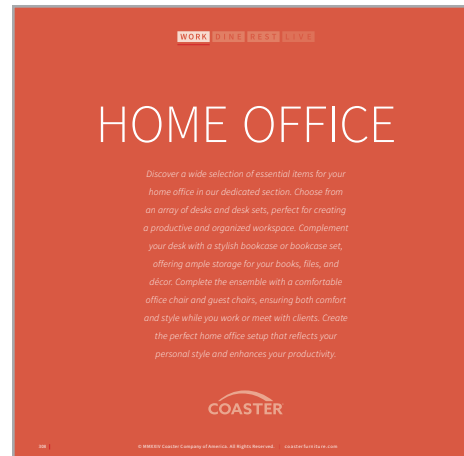 WORK DINE REST LIVE
HOME OFFICE
Discover a wide selection of essential items for your
home office in our dedicated section. Choose from
an array of desks and desk sets, perfect for creating
a productive and organized workspace. Complement
your desk with a stylish bookcase or bookcase set,
offering ample storage for your books, files, and
décor. Complete the ensemble with a comfortable
office chair and guest chairs, ensuring both comfort
and style while you work or meet with clients. Create
the perfect home office setup that reflects your
personal style and enhances your productivity.
COASTER
© MMXXIV Coaster Company of America. All Rights Reserved. coasterfurniture.com